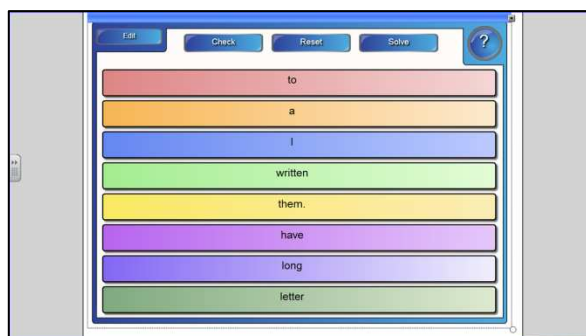 Edit
Check Reset Solve ?
to
a
I
written
them.
have
long
letter